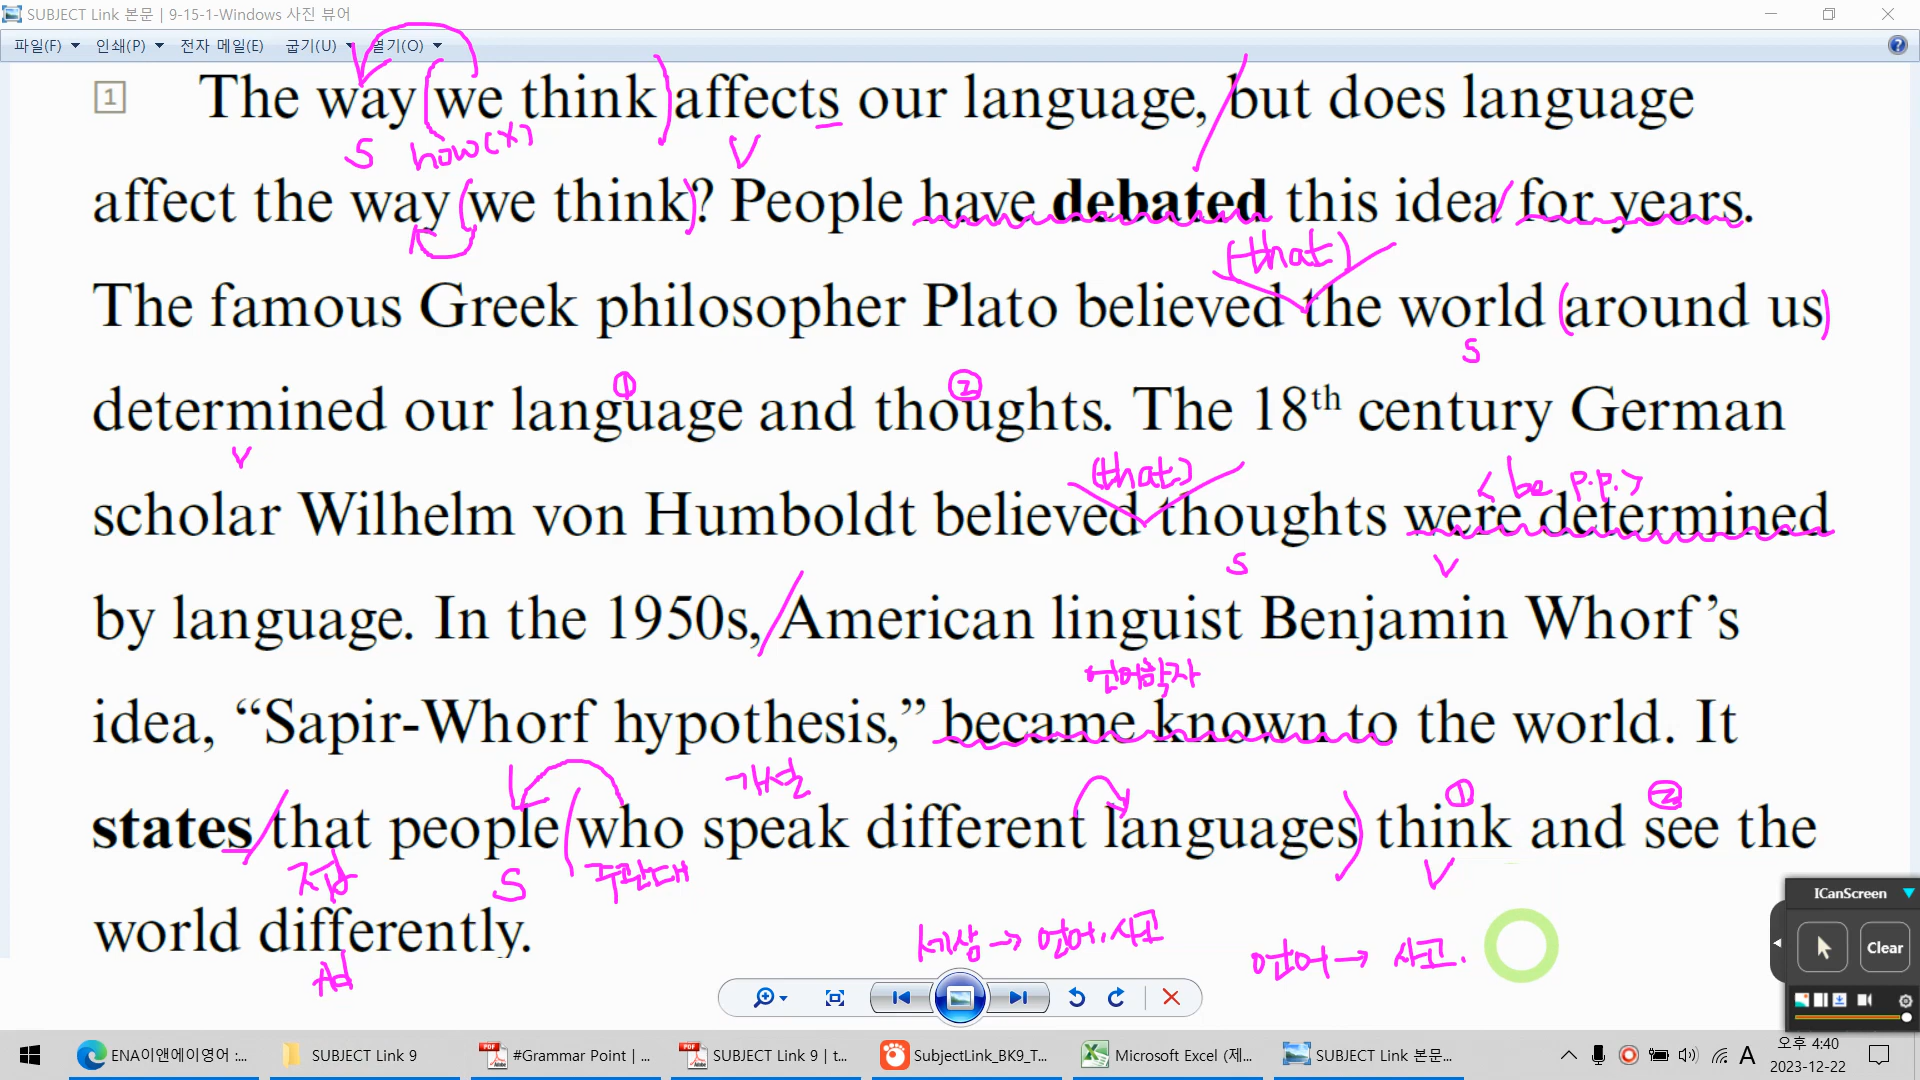 SUBJECT Link 본문 | 9-15-1-Windows 사진 뷰어
파일(F) 인쇄(P) 전자 메일(E) 굽기(U) 열기(O)
1 The way (we think) affects our language, but does language
S how(X) V
affect the way (we think)? People have debated this idea for years.
(that)
The famous Greek philosopher Plato believed the world (around us)
S
① ②
determined our language and thoughts. The 18th century German
V
(that) <be p.p.>
scholar Wilhelm von Humboldt believed thoughts were determined
S V
by language. In the 1950s, American linguist Benjamin Whorf's
언어학자
idea, “Sapir-Whorf hypothesis,” became known to the world. It
가설
① ②
states that people (who speak different languages) think and see the
지접 S 주관대 V
world differently.
Ad
세상 → 언어, 사고
언어 → 사고.
ICanScreen
Clear
ENA이앤에이영어 :...
SUBJECT Link 9
#Grammar Point | ...
SUBJECT Link 9 | t...
SubjectLink_BK9_T...
Microsoft Excel (제...
SUBJECT Link 본문...
A
오후 4:40
2023-12-22